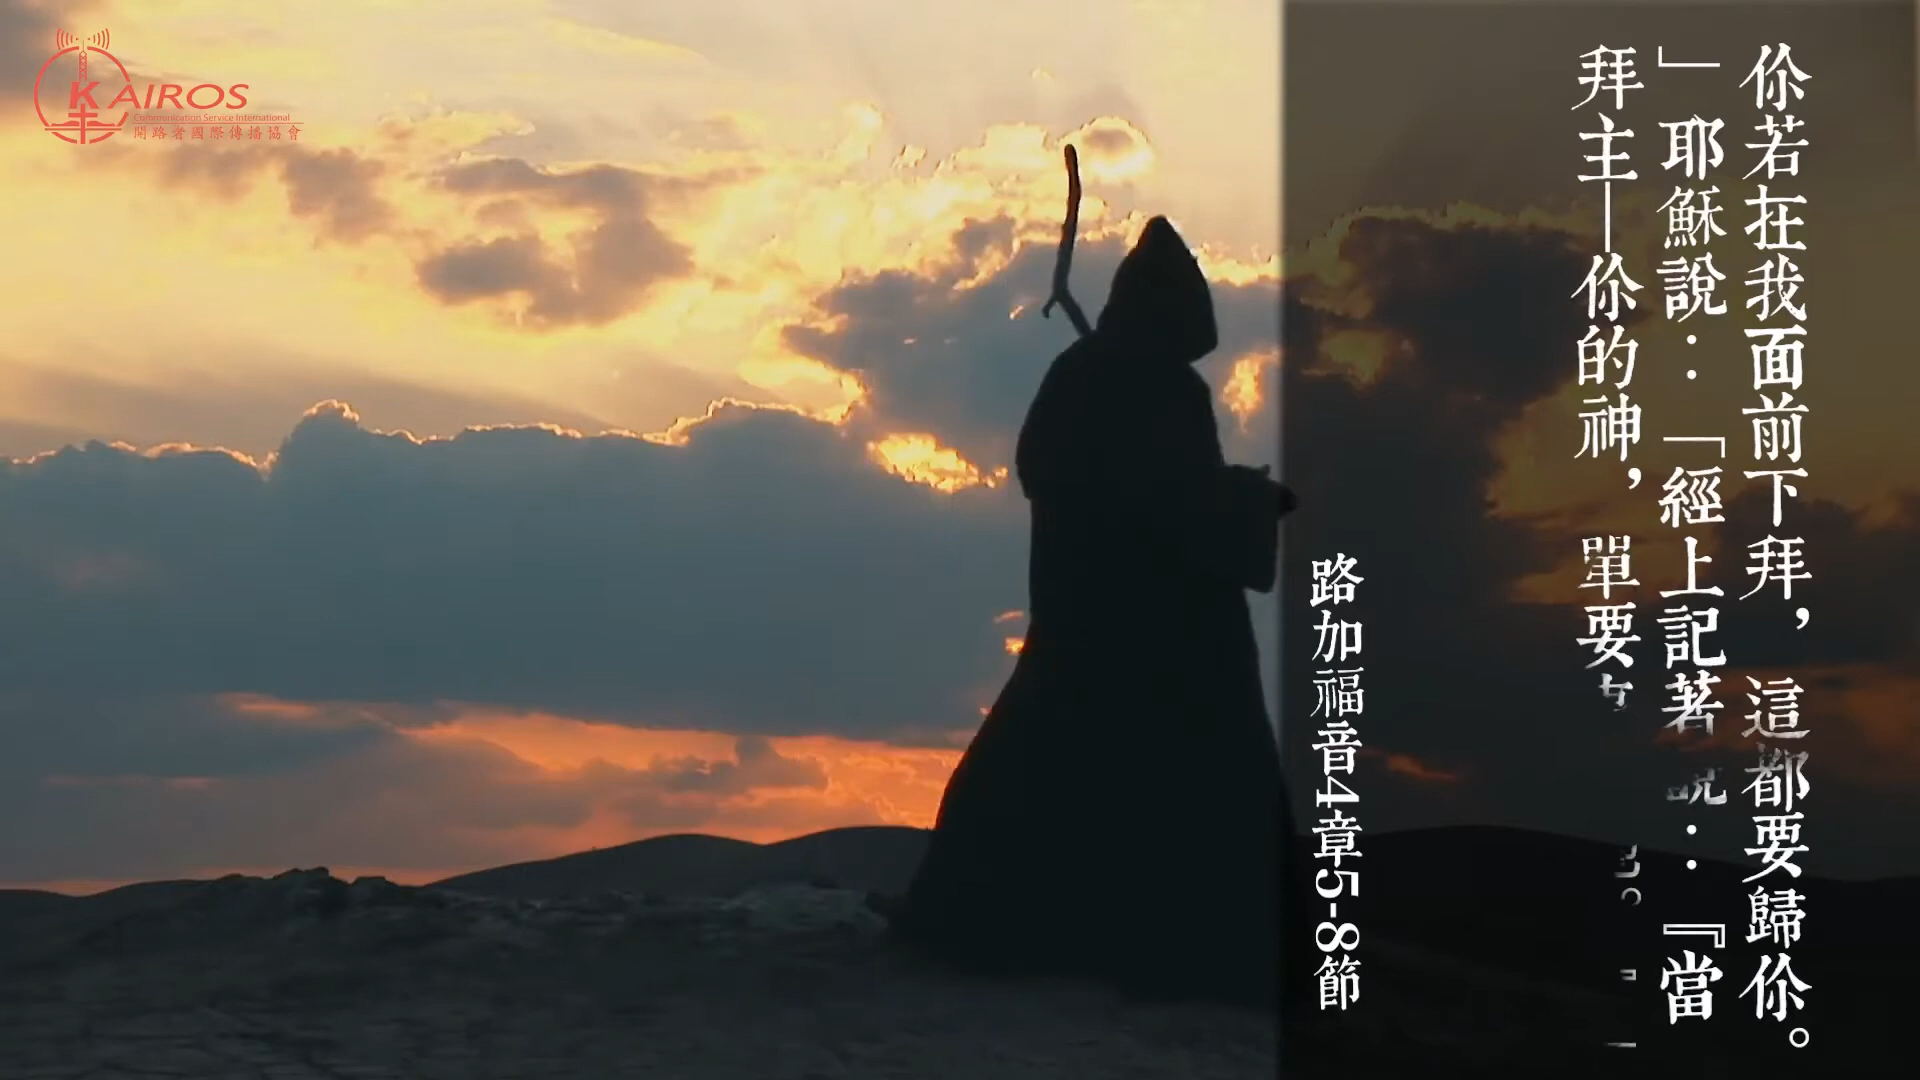 KAIROS
Communication Service International
開路者國際傳播協會
你若在我面前下拜，這都要歸你。
」耶穌說：「經上記著說：『當
拜主—你的神，單要
路加福音4章5-8節